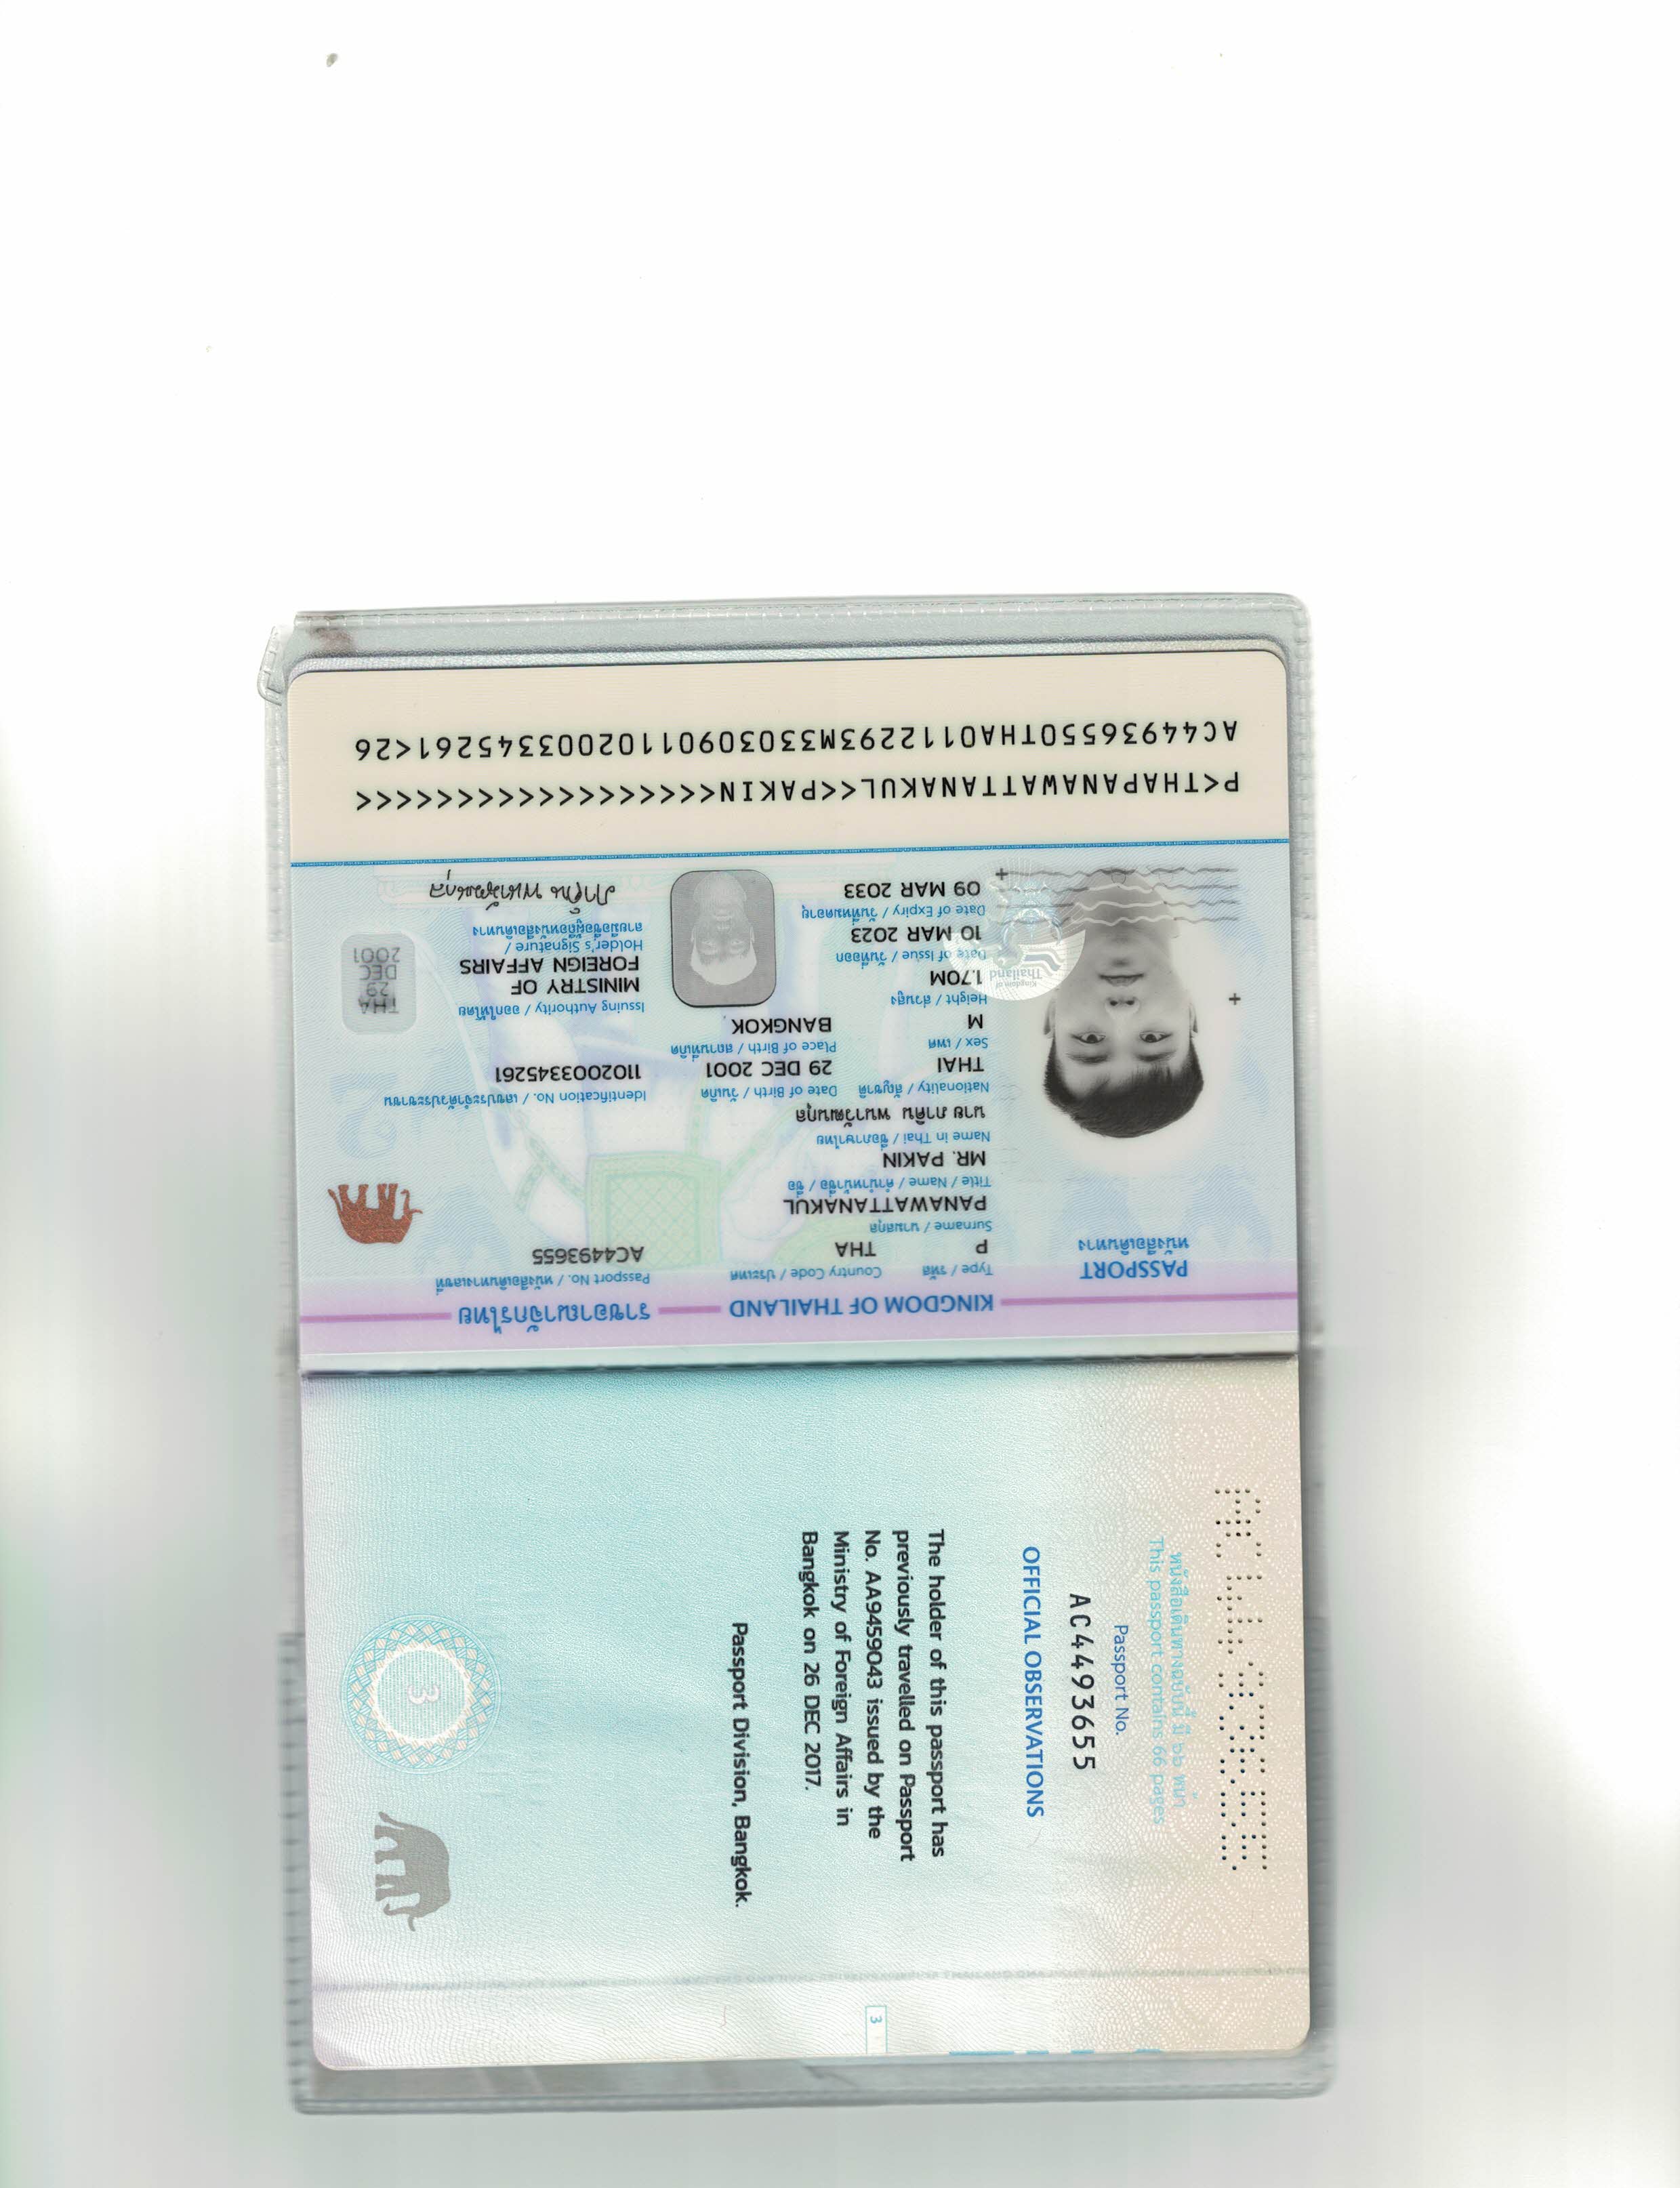 หนังสือเดินทางฉบับนี้ มี ๖๖ หน้า
This passport contains 66 pages
Passport No.
AC4493655
OFFICIAL OBSERVATIONS
The holder of this passport has
previously travelled on Passport
No. AA9459043 issued by the
Ministry of Foreign Affairs in
Bangkok on 26 DEC 2017.
Passport Division, Bangkok.
3
3
KINGDOM OF THAILAND ราชอาณาจักรไทย
PASSPORT
หนังสือเดินทาง
Type / รหัส Country Code / ประเทศ Passport No. / หนังสือเดินทางเลขที่
P THA AC4493655
Surname / นามสกุล
PANAWATTANAKUL
Title / Name / คำนำหน้าชื่อ / ชื่อ
MR. PAKIN
Name in Thai / ชื่อภาษาไทย
นาย ภาคิน พนาวัฒนกุล
Nationality / สัญชาติ Date of Birth / วันเกิด Identification No. / เลขประจำตัวประชาชน
THAI 29 DEC 2001 1102003345261
Sex / เพศ Place of Birth / สถานที่เกิด
M BANGKOK
Height / ส่วนสูง Issuing Authority / ออกให้โดย
1.70M MINISTRY OF
FOREIGN AFFAIRS
Date of Issue / วันที่ออก Holder's Signature /
ลายมือชื่อผู้ถือหนังสือเดินทาง
10 MAR 2023
Date of Expiry / วันที่หมดอายุ
09 MAR 2033 ภาคิน พนาวัฒนกุล
Kingdom of
Thailand
THA
29
DEC
2001
2
P<THAPANAWATTANAKUL<<PAKIN<<<<<<<<<<<<<<<<<<
AC44936550THA0112293M33030901102003345261<26